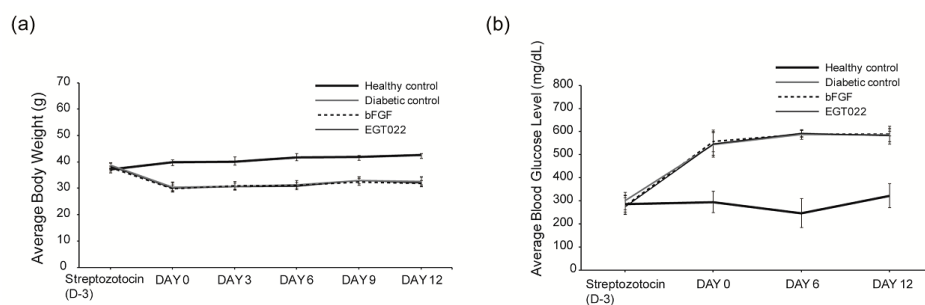 (a)
Average Body Weight (g)
70
60
50
40
30
20
10
0
Healthy control
Diabetic control
bFGF
EGT022
Streptozotocin DAY 0 DAY 3 DAY 6 DAY 9 DAY 12
(D-3)
(b)
Average Blood Glucose Level (mg/dL)
800
700
600
500
400
300
200
100
0
Healthy control
Diabetic control
bFGF
EGT022
Streptozotocin DAY 0 DAY 6 DAY 12
(D-3)